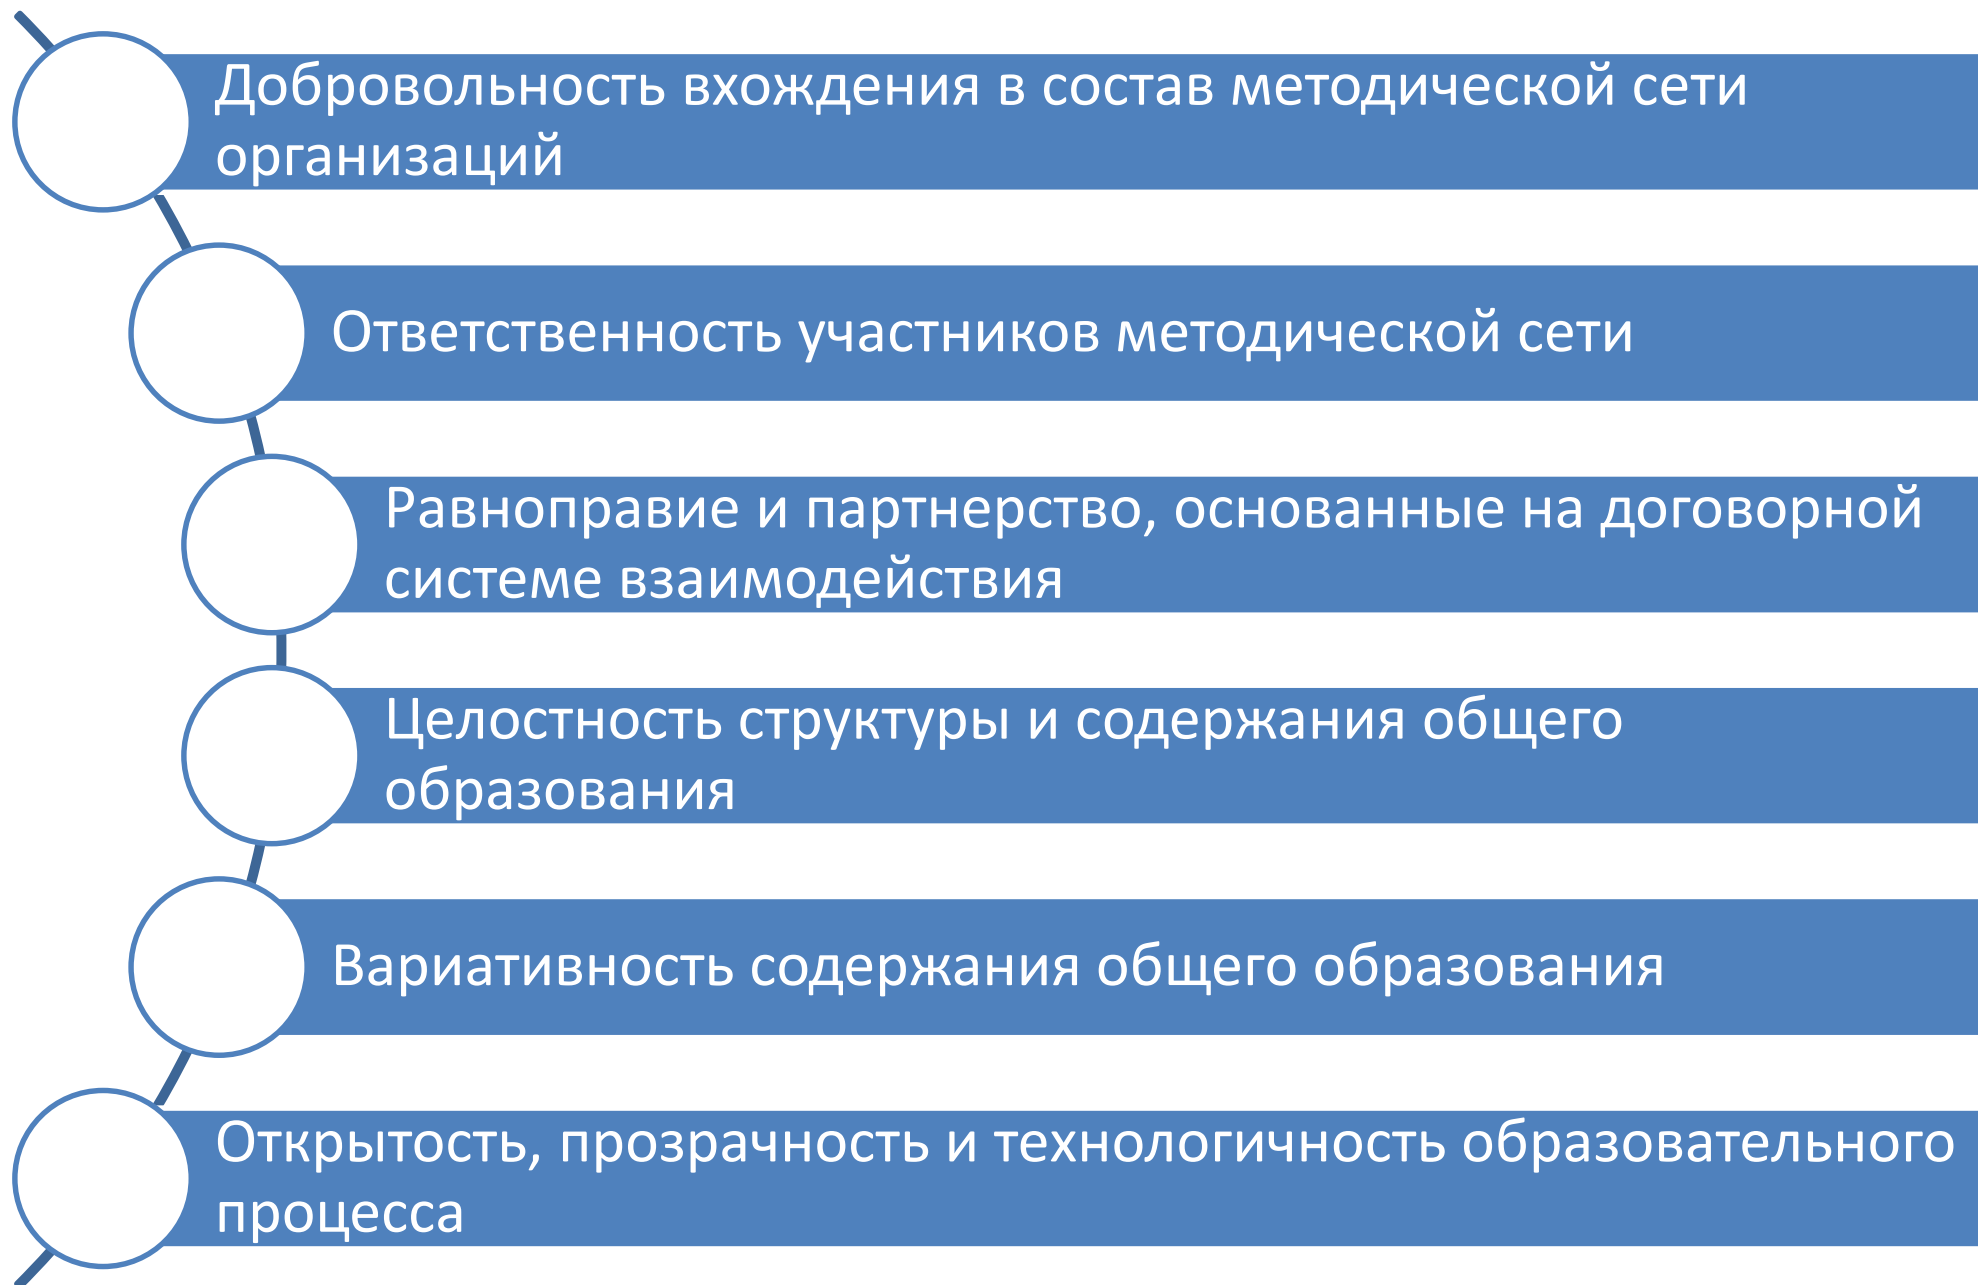 Добровольность вхождения в состав методической сети
организаций
Ответственность участников методической сети
Равноправие и партнерство, основанные на договорной
системе взаимодействия
Целостность структуры и содержания общего
образования
Вариативность содержания общего образования
Открытость, прозрачность и технологичность образовательного
процесса